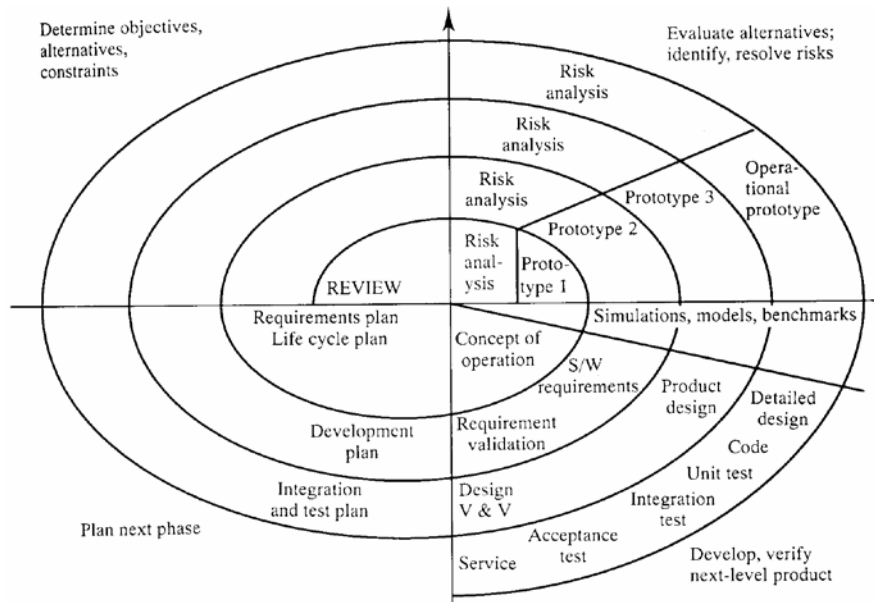 Determine objectives,
alternatives,
constraints
Evaluate alternatives;
identify, resolve risks
Risk
analysis
Risk
analysis
Risk
analysis
Risk
anal-
ysis
Proto-
type 1
Prototype 2
Prototype 3
Opera-
tional
prototype
REVIEW
Requirements plan
Life cycle plan
Concept of
operation
Simulations, models, benchmarks
S/W
requirements
Product
design
Detailed
design
Development
plan
Requirement
validation
Code
Unit test
Integration
and test plan
Design
V & V
Integration
test
Acceptance
test
Service
Plan next phase
Develop, verify
next-level product